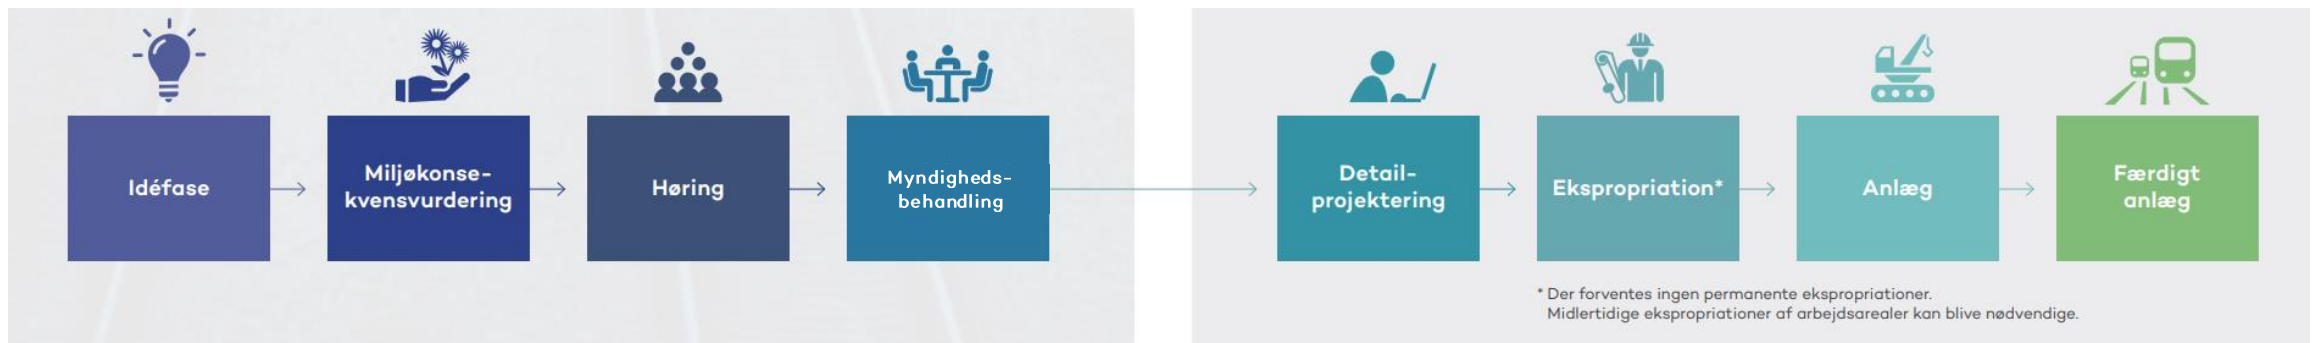 Idéfase
Miljøkonse-
kvensvurdering
Høring
Myndigheds-
behandling
Detail-
projektering
Ekspropriation*
Anlæg
Færdigt
anlæg
* Der forventes ingen permanente ekspropriationer.
Midlertidige ekspropriationer af arbejdsarealer kan blive nødvendige.